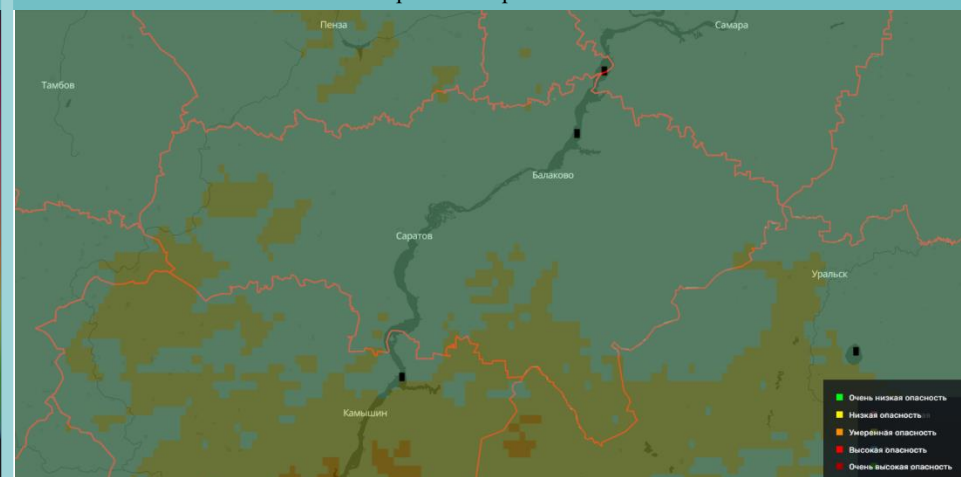 Пенза
Самара
Тамбов
Балаково
Саратов
Уральск
Камышин
Очень низкая опасность
Низкая опасность
Умеренная опасность
Высокая опасность
Очень высокая опасность